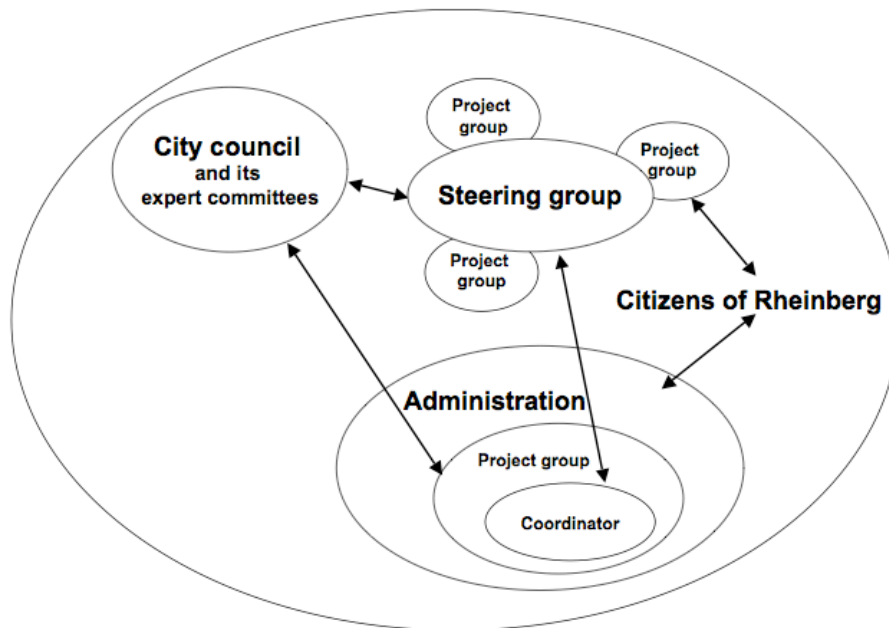 Project
group
City council
and its
expert committees
Project
group
Steering group
Project
group
Citizens of Rheinberg
Administration
Project group
Coordinator